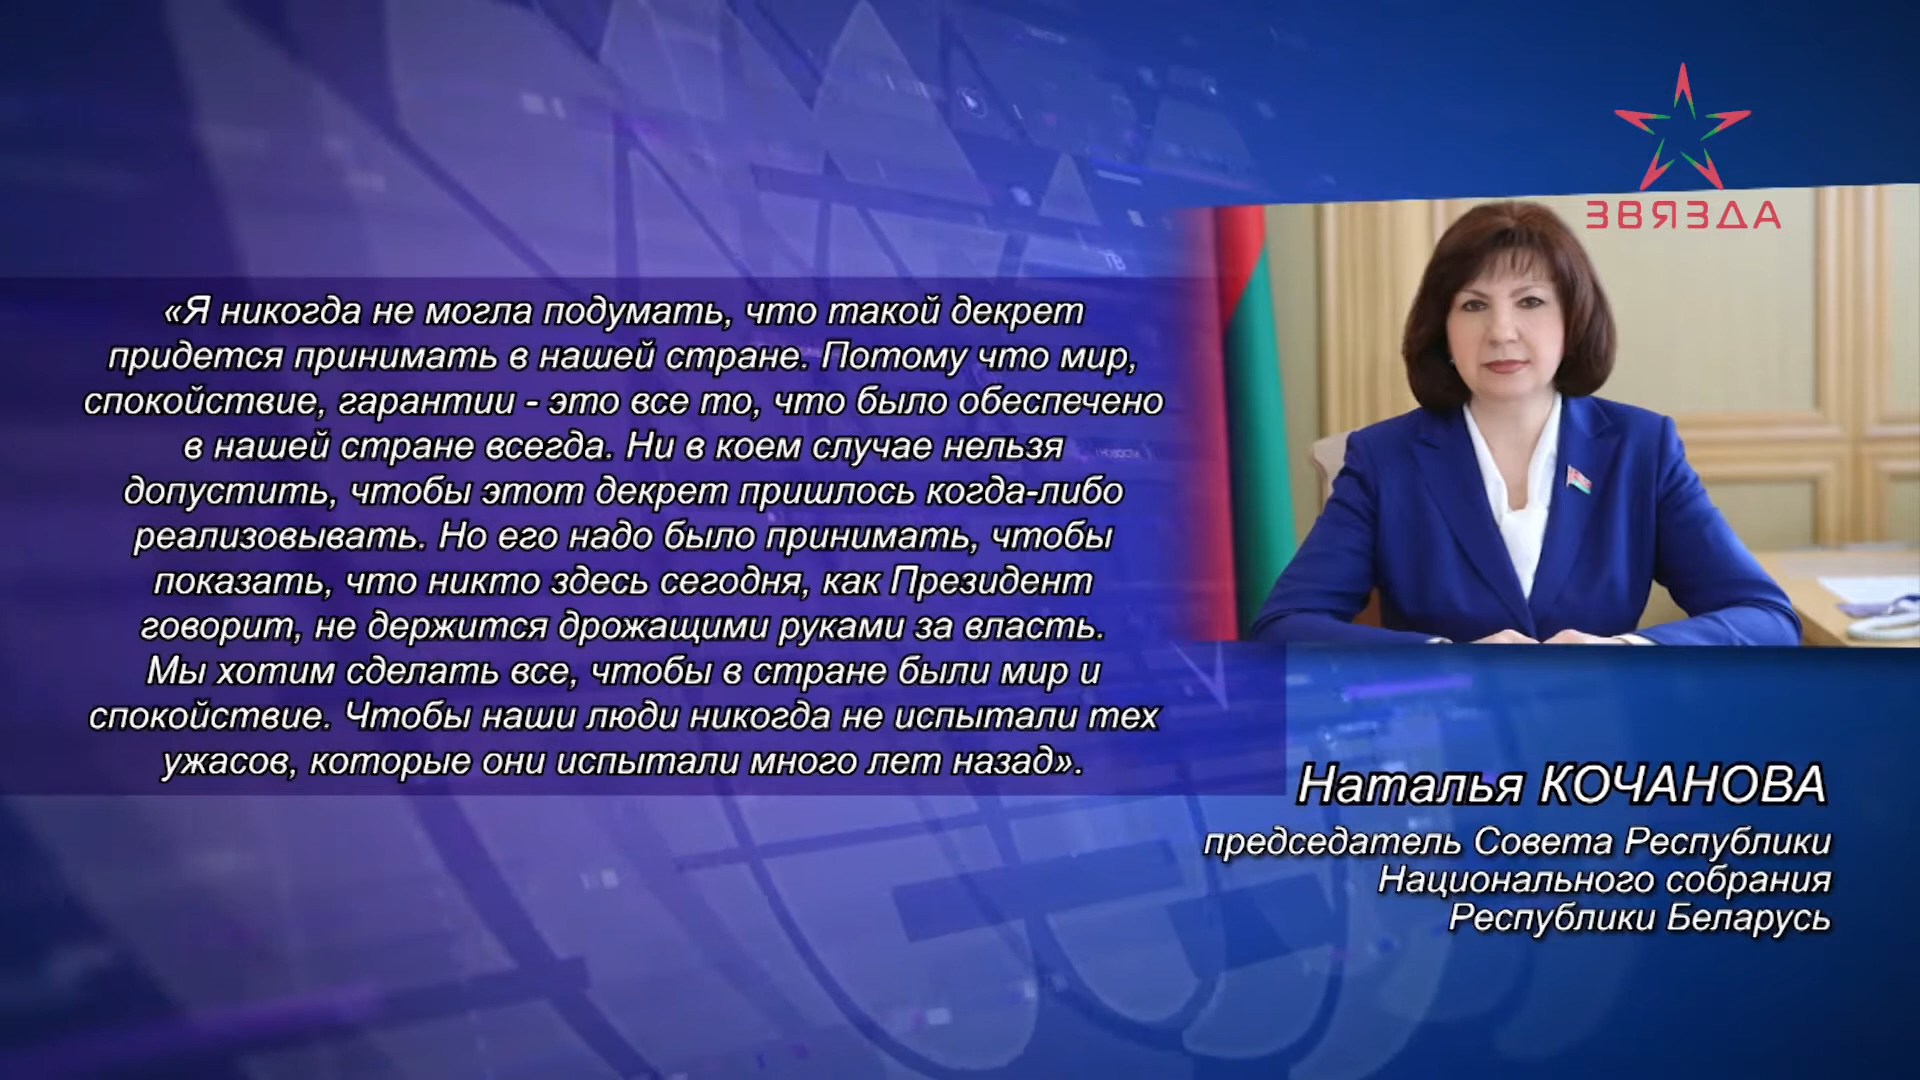 ЗВЯЗДА
«Я никогда не могла подумать, что такой декрет
придется принимать в нашей стране. Потому что мир,
спокойствие, гарантии - это все то, что было обеспечено
в нашей стране всегда. Ни в коем случае нельзя
допустить, чтобы этот декрет пришлось когда-либо
реализовывать. Но его надо было принимать, чтобы
показать, что никто здесь сегодня, как Президент
говорит, не держится дрожащими руками за власть.
Мы хотим сделать все, чтобы в стране были мир и
спокойствие. Чтобы наши люди никогда не испытали тех
ужасов, которые они испытали много лет назад».
Наталья КОЧАНОВА
председатель Совета Республики
Национального собрания
Республики Беларусь